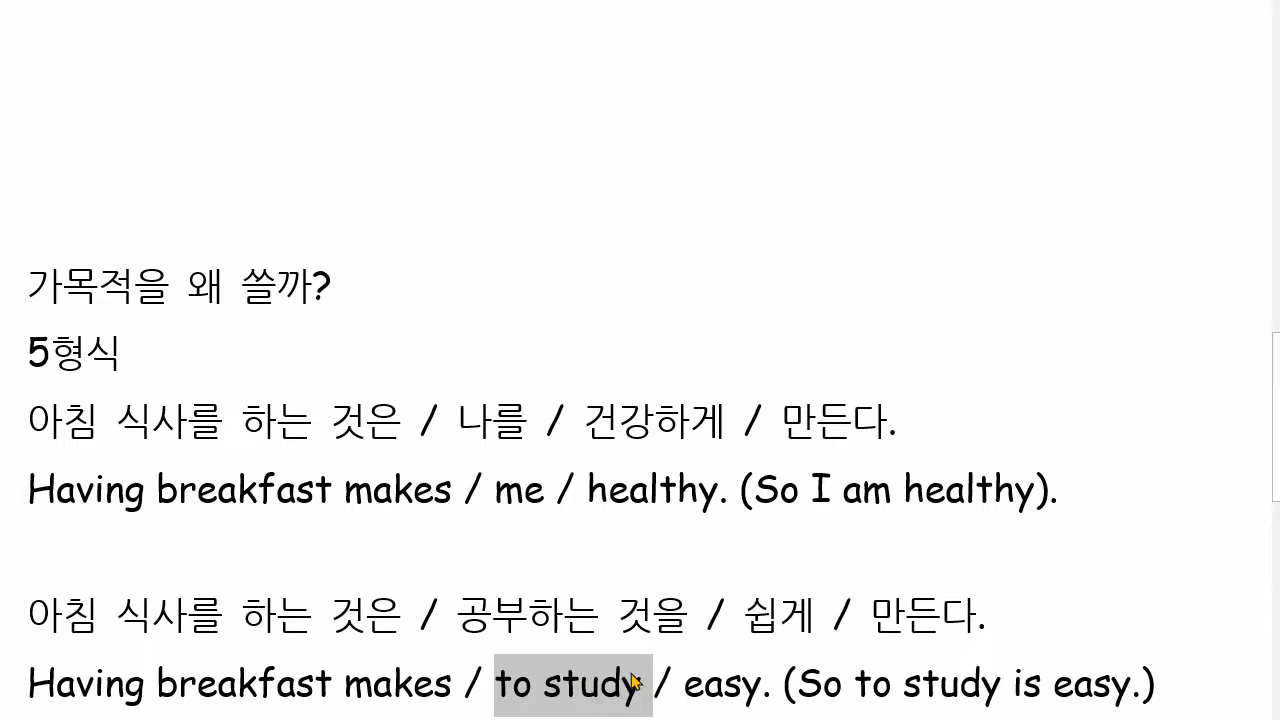 가목적을 왜 쓸까?
5형식
아침 식사를 하는 것은 / 나를 / 건강하게 / 만든다.
Having breakfast makes / me / healthy. (So I am healthy).
아침 식사를 하는 것은 / 공부하는 것을 / 쉽게 / 만든다.
Having breakfast makes / to study / easy. (So to study is easy.)